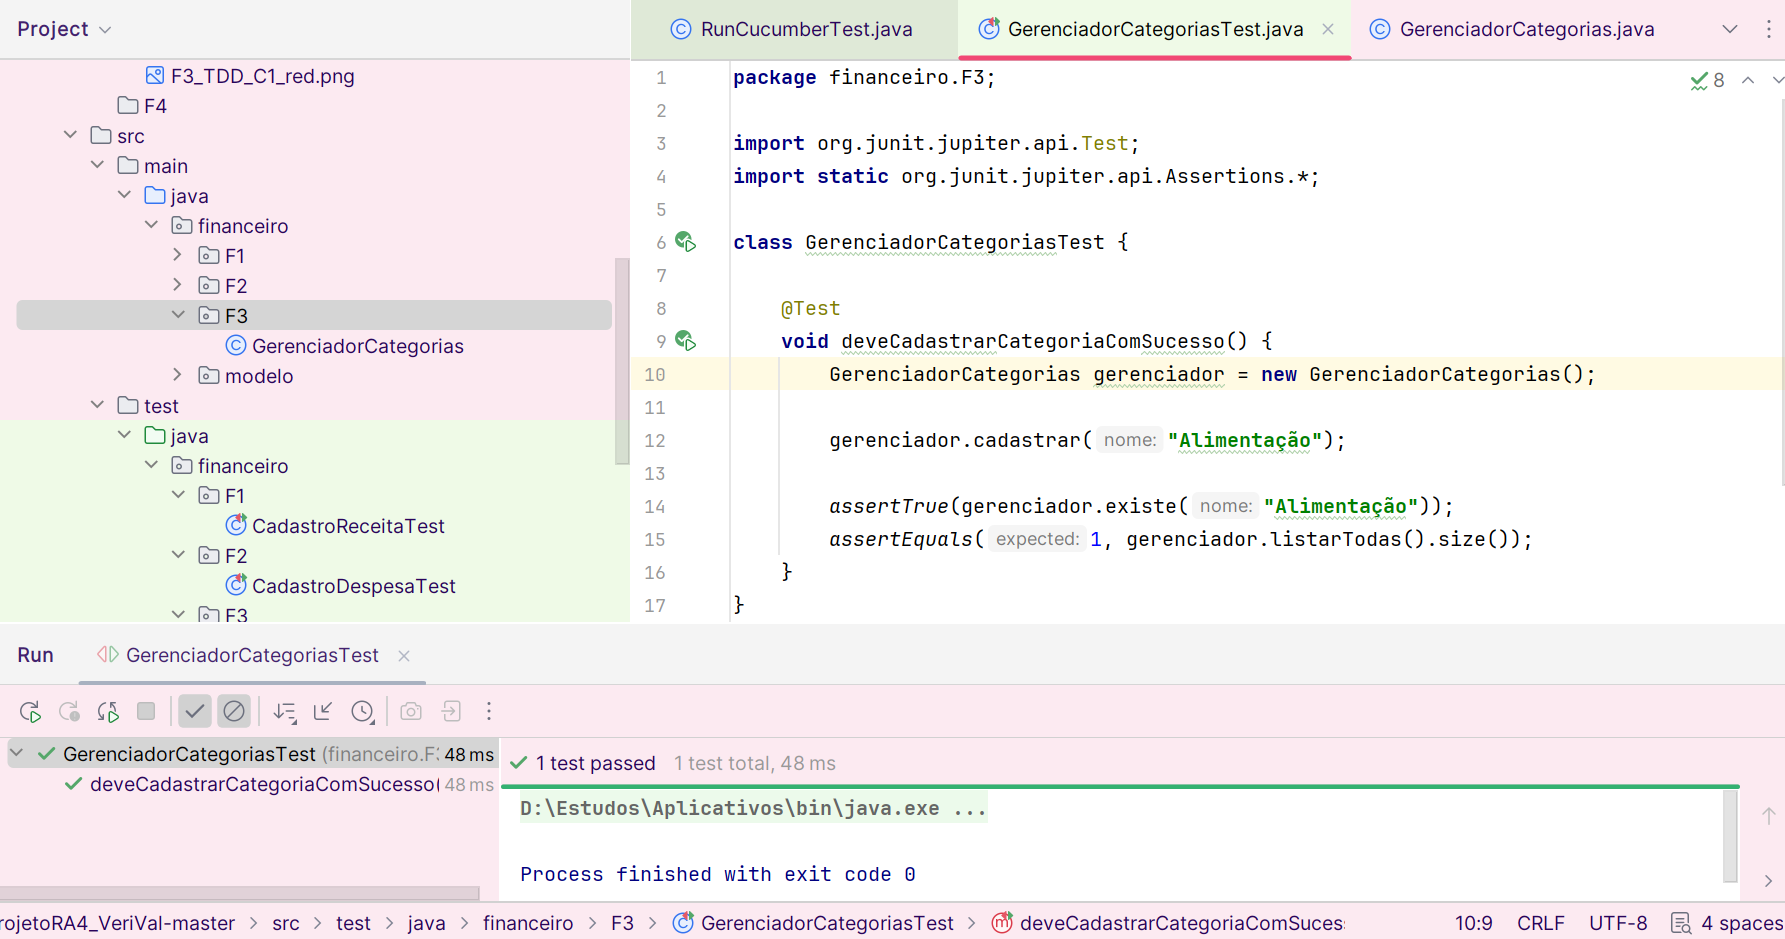 Project
RunCucumberTest.java
GerenciadorCategoriasTest.java
GerenciadorCategorias.java
F3_TDD_C1_red.png
F4
src
main
java
financeiro
F1
F2
F3
GerenciadorCategorias
modelo
test
java
financeiro
F1
CadastroReceitaTest
F2
CadastroDespesaTest
F3
8
1 package financeiro.F3;
2
3 import org.junit.jupiter.api.Test;
4 import static org.junit.jupiter.api.Assertions.*;
5
6 class GerenciadorCategoriasTest {
7
8 @Test
9 void deveCadastrarCategoriaComSucesso() {
10 GerenciadorCategorias gerenciador = new GerenciadorCategorias();
11
12 gerenciador.cadastrar( nome: "Alimentação");
13
14 assertTrue(gerenciador.existe( nome: "Alimentação"));
15 assertEquals( expected: 1, gerenciador.listarTodas().size());
16 }
17 }
Run
GerenciadorCategoriasTest
GerenciadorCategoriasTest (financeiro.F3 48 ms
deveCadastrarCategoriaComSucesso( 48 ms
1 test passed 1 test total, 48 ms
D:\Estudos\Aplicativos\bin\java.exe ...
Process finished with exit code 0
rojetoRA4_VeriVal-master > src > test > java > financeiro > F3 > GerenciadorCategoriasTest > deveCadastrarCategoriaComSuces
10:9 CRLF UTF-8 4 spaces